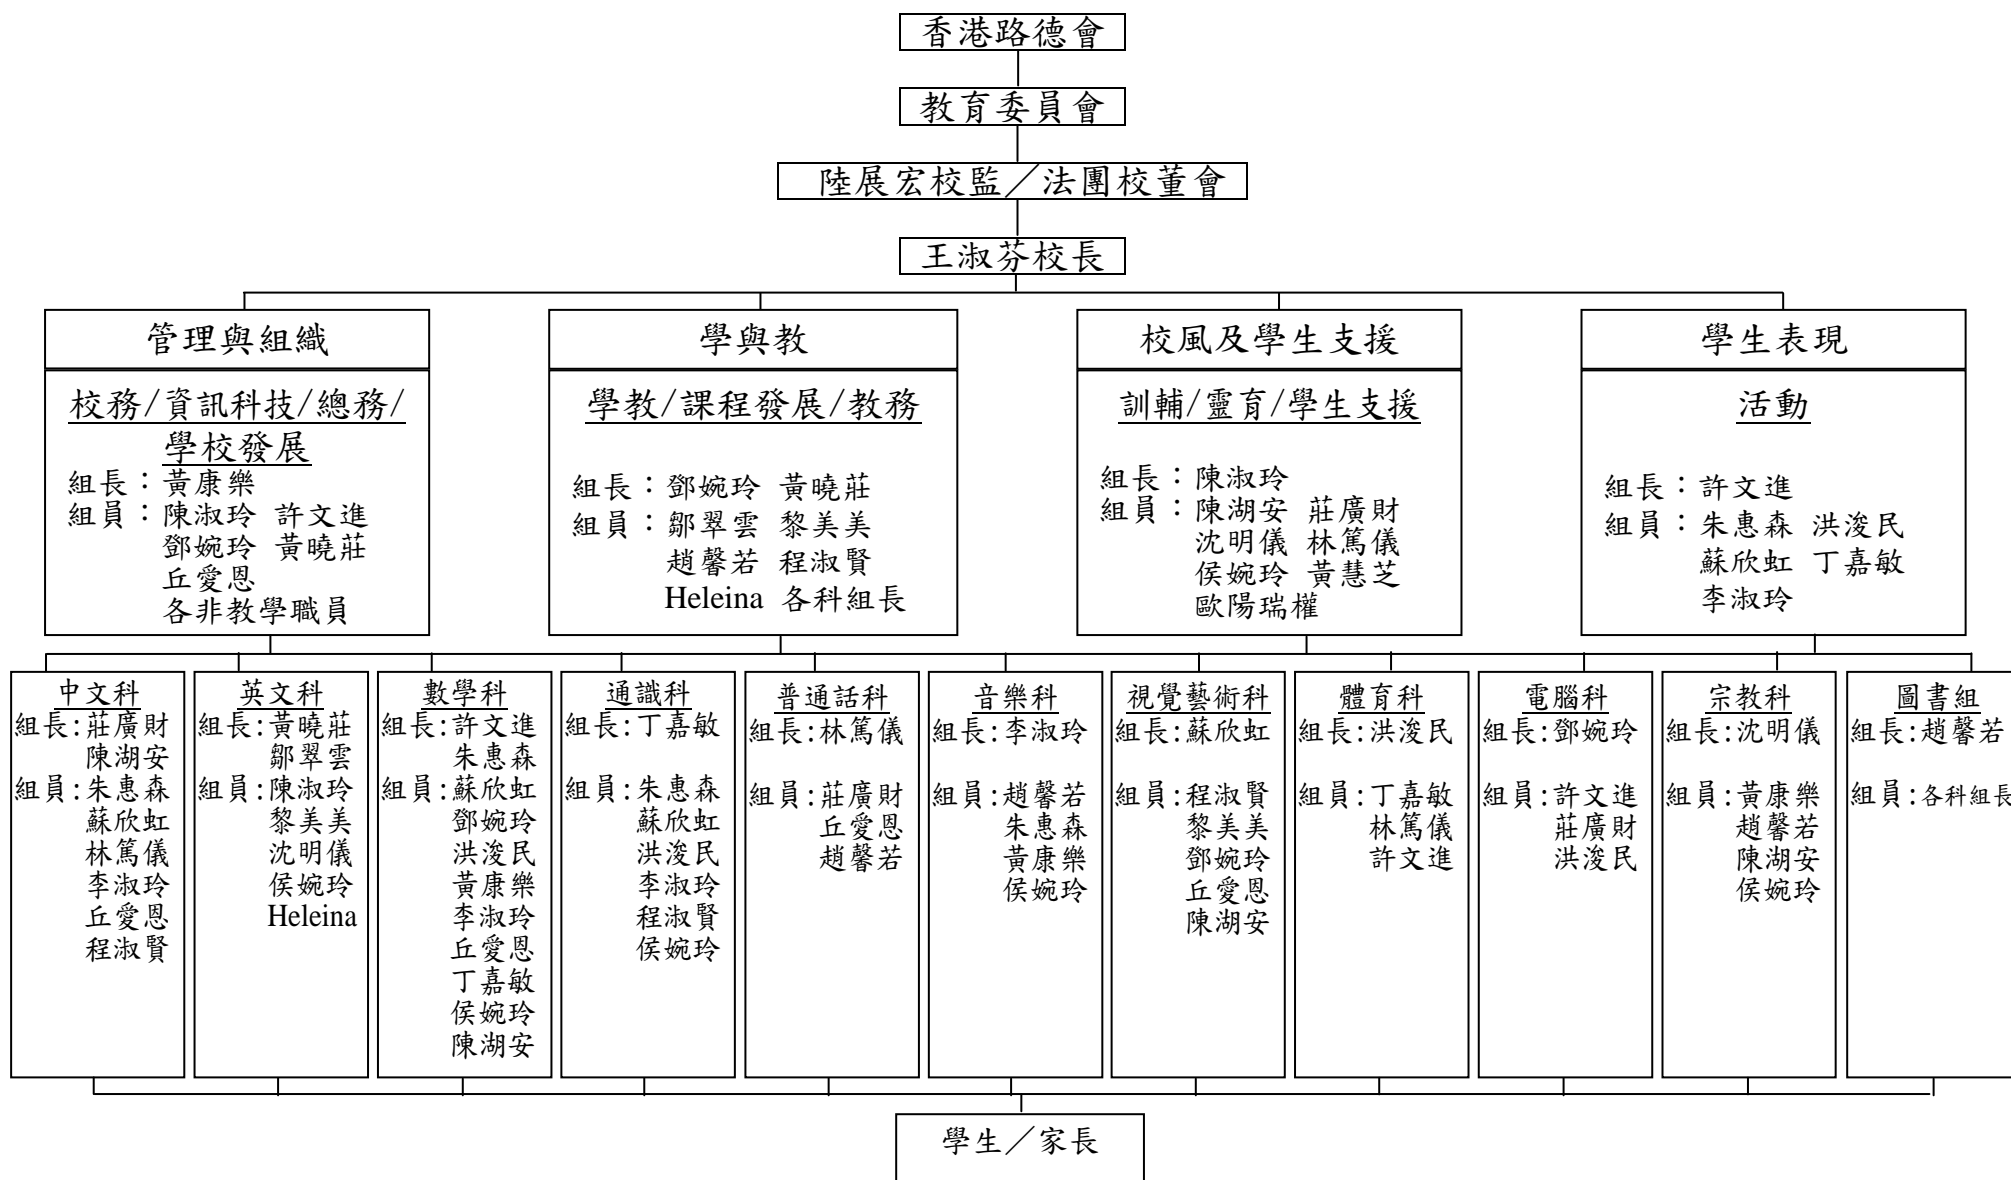 香港路德會
教育委員會
陸展宏校監／法團校董會
王淑芬校長
管理與組織
校務/資訊科技/總務/
學校發展
組長：黃康樂
組員：陳淑玲 許文進
鄧婉玲 黃曉莊
丘愛恩
各非教學職員
學與教
學教/課程發展/教務
組長：鄧婉玲 黃曉莊
組員：鄒翠雲 黎美美
趙馨若 程淑賢
Heleina 各科組長
校風及學生支援
訓輔/靈育/學生支援
組長：陳淑玲
組員：陳湖安 莊廣財
沈明儀 林篤儀
侯婉玲 黃慧芝
歐陽瑞權
學生表現
活動
組長：許文進
組員：朱惠森 洪浚民
蘇欣虹 丁嘉敏
李淑玲
中文科
組長:莊廣財
陳湖安
組員:朱惠森
蘇欣虹
林篤儀
李淑玲
丘愛恩
程淑賢
英文科
組長:黃曉莊
鄒翠雲
組員:陳淑玲
黎美美
沈明儀
侯婉玲
Heleina
數學科
組長:許文進
朱惠森
組員:蘇欣虹
鄧婉玲
洪浚民
黃康樂
李淑玲
丘愛恩
丁嘉敏
侯婉玲
陳湖安
通識科
組長:丁嘉敏
組員:朱惠森
蘇欣虹
洪浚民
李淑玲
程淑賢
侯婉玲
普通話科
組長:林篤儀
組員:莊廣財
丘愛恩
趙馨若
音樂科
組長:李淑玲
組員:趙馨若
朱惠森
黃康樂
侯婉玲
視覺藝術科
組長:蘇欣虹
組員:程淑賢
黎美美
鄧婉玲
丘愛恩
陳湖安
體育科
組長:洪浚民
組員:丁嘉敏
林篤儀
許文進
電腦科
組長:鄧婉玲
組員:許文進
莊廣財
洪浚民
宗教科
組長:沈明儀
組員:黃康樂
趙馨若
陳湖安
侯婉玲
圖書組
組長:趙馨若
組員:各科組長
學生／家長